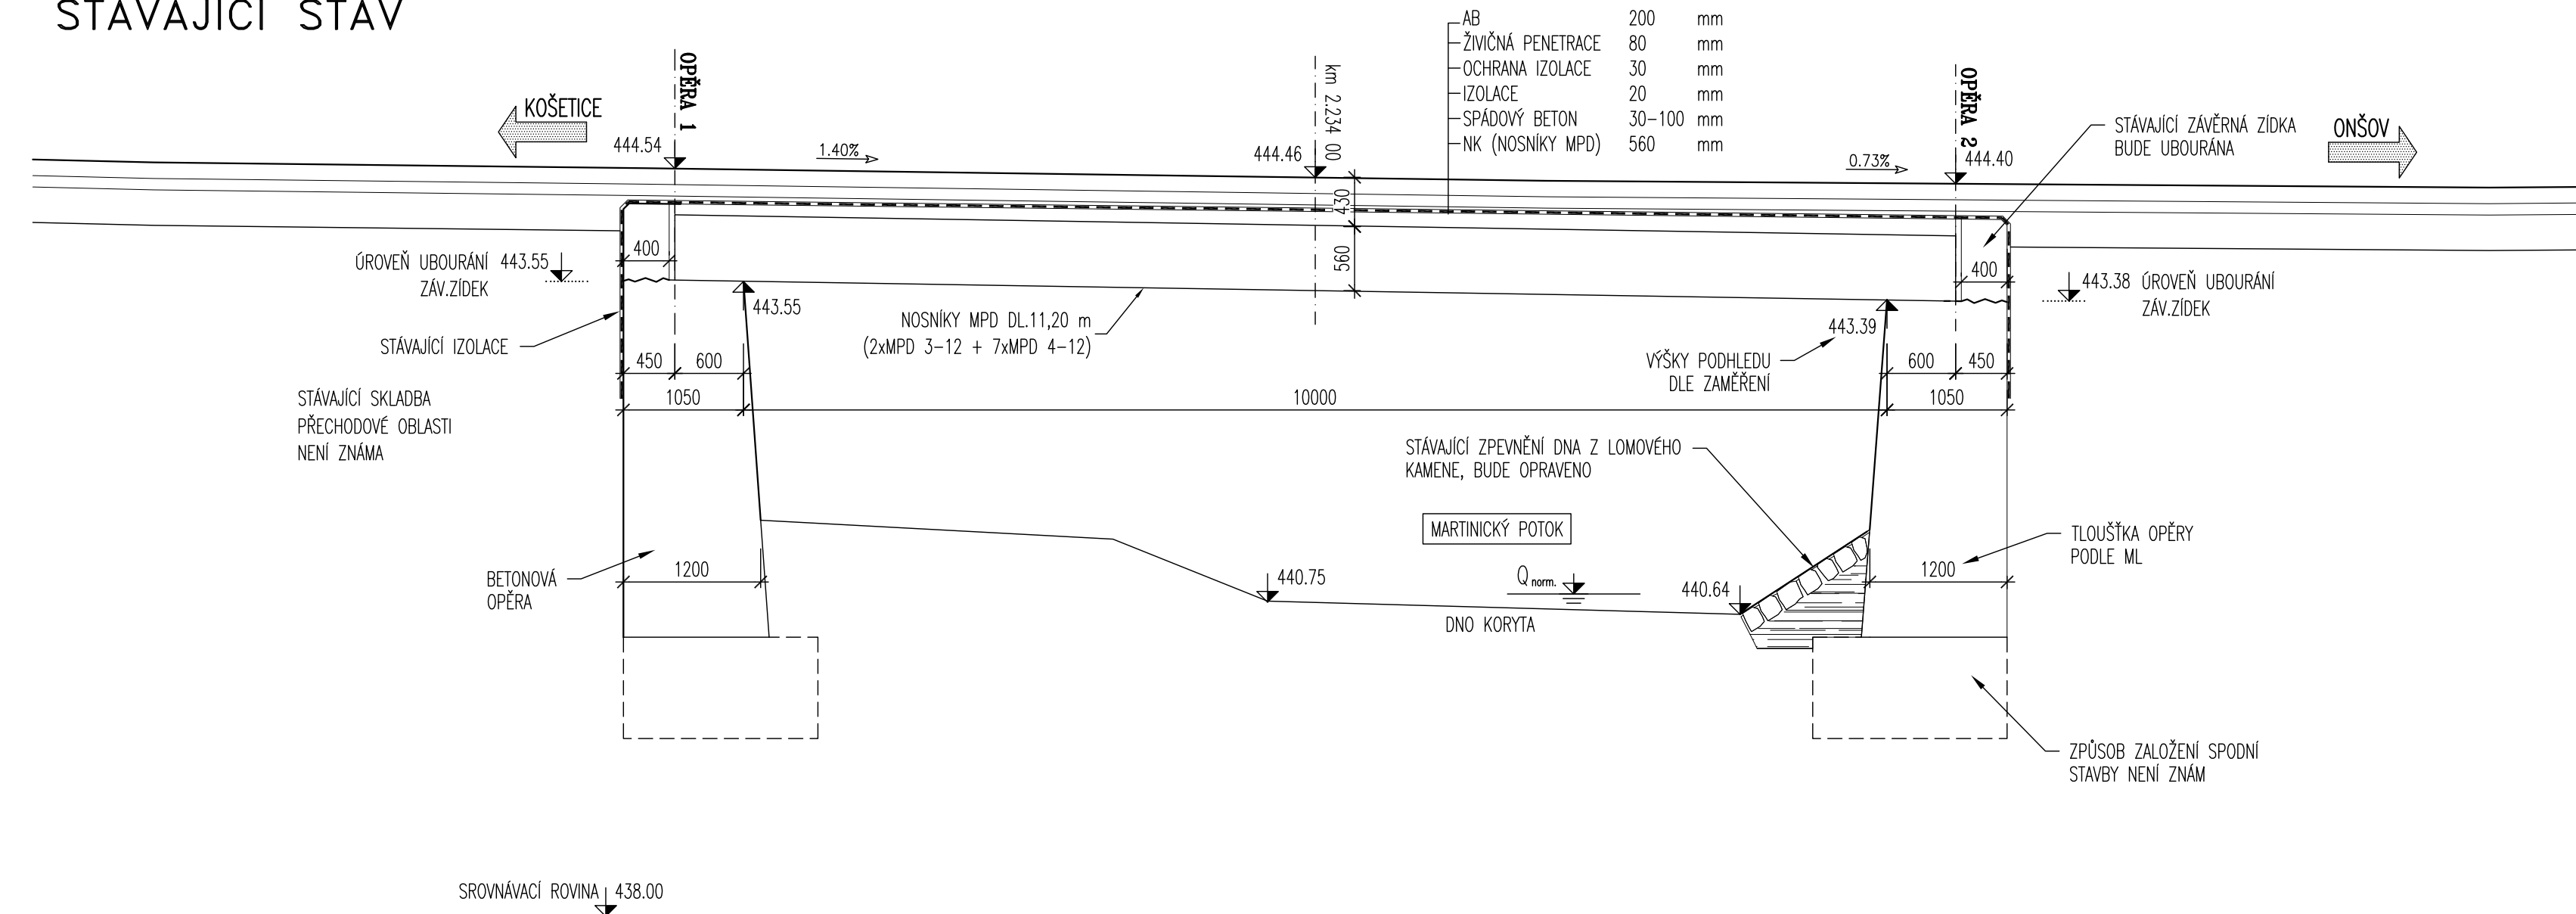 STÁVAJÍCÍ STAV
AB 200 mm
ŽIVIČNÁ PENETRACE 80 mm
OCHRANA IZOLACE 30 mm
IZOLACE 20 mm
SPÁDOVÝ BETON 30-100 mm
NK (NOSNÍKY MPD) 560 mm
KOŠETICE
OPĚRA 1
444.54
1.40%
444.46
km 2.234 00
0.73%
OPĚRA 2
444.40
STÁVAJÍCÍ ZÁVĚRNÁ ZÍDKA
BUDE UBOURÁNA
ONŠOV
430
560
400
ÚROVEŇ UBOURÁNÍ 443.55
ZÁV.ZÍDEK
400
443.38 ÚROVEŇ UBOURÁNÍ
ZÁV.ZÍDEK
443.55
NOSNÍKY MPD DL.11,20 m
(2xMPD 3-12 + 7xMPD 4-12)
443.39
STÁVAJÍCÍ IZOLACE
VÝŠKY PODHLEDU
DLE ZAMĚŘENÍ
450
600
600
450
1050
10000
1050
STÁVAJÍCÍ SKLADBA
PŘECHODOVÉ OBLASTI
NENÍ ZNÁMA
STÁVAJÍCÍ ZPEVNĚNÍ DNA Z LOMOVÉHO
KAMENE, BUDE OPRAVENO
MARTINICKÝ POTOK
TLOUŠŤKA OPĚRY
PODLE ML
BETONOVÁ
OPĚRA
1200
440.75
Qnorm.
440.64
1200
DNO KORYTA
ZPŮSOB ZALOŽENÍ SPODNÍ
STAVBY NENÍ ZNÁM
SROVNÁVACÍ ROVINA 438.00